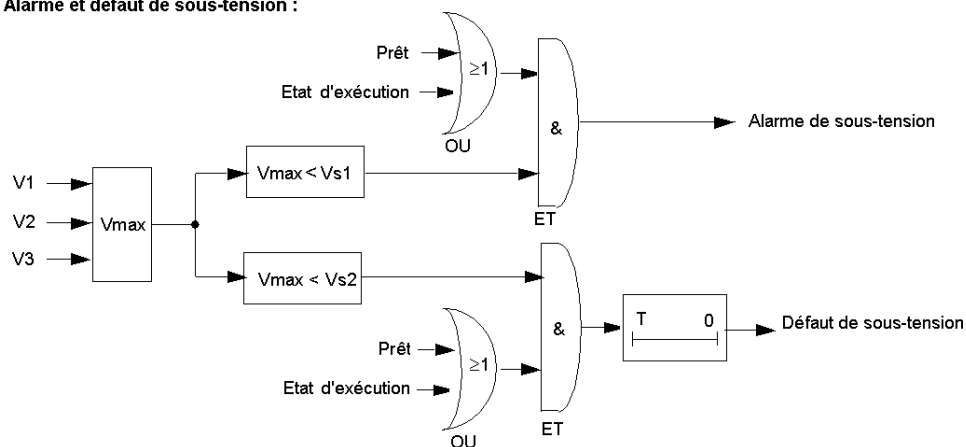 Alarme et défaut de sous-tension :
Prêt
≥1
Etat d'exécution
OU
&
Alarme de sous-tension
Vmax < Vs1
V1
V2
Vmax
V3
ET
Vmax < Vs2
&
T 0
Défaut de sous-tension
Prêt
≥1
Etat d'exécution
ET
OU